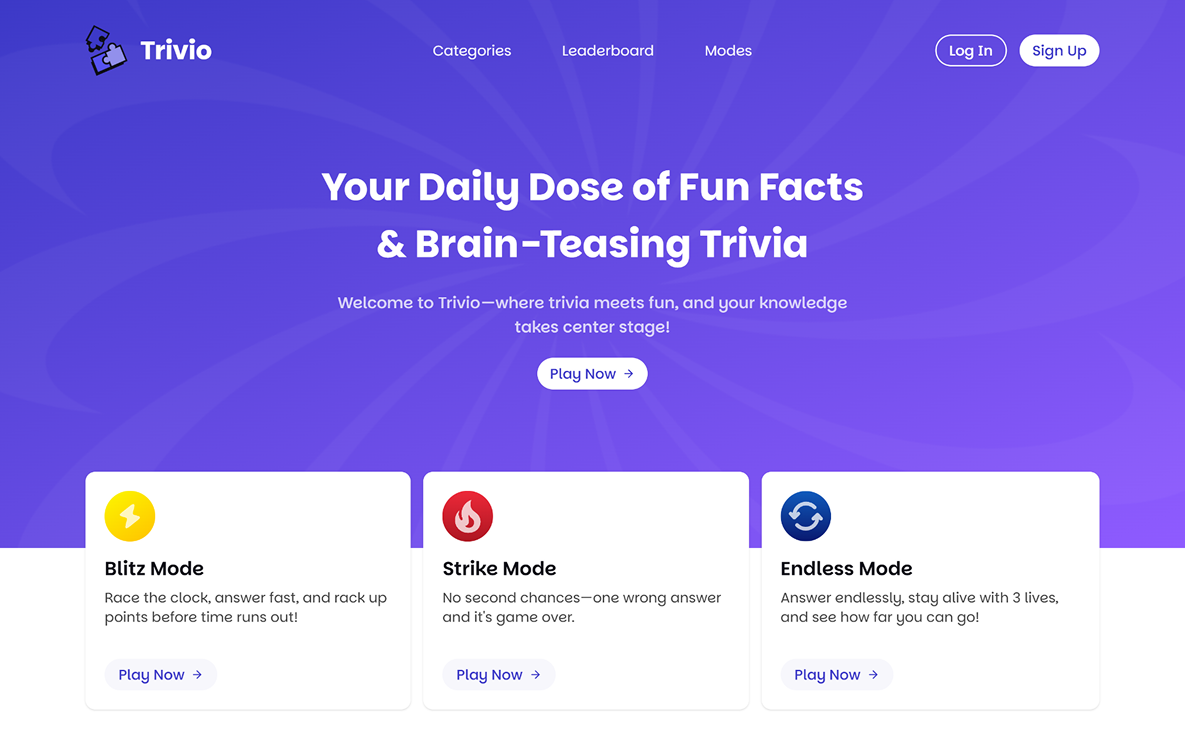 Trivio
Categories
Leaderboard
Modes
Log In
Sign Up
Your Daily Dose of Fun Facts
& Brain-Teasing Trivia
Welcome to Trivio—where trivia meets fun, and your knowledge
takes center stage!
Play Now →
Blitz Mode
Race the clock, answer fast, and rack up
points before time runs out!
Play Now →
Strike Mode
No second chances—one wrong answer
and it's game over.
Play Now →
Endless Mode
Answer endlessly, stay alive with 3 lives,
and see how far you can go!
Play Now →